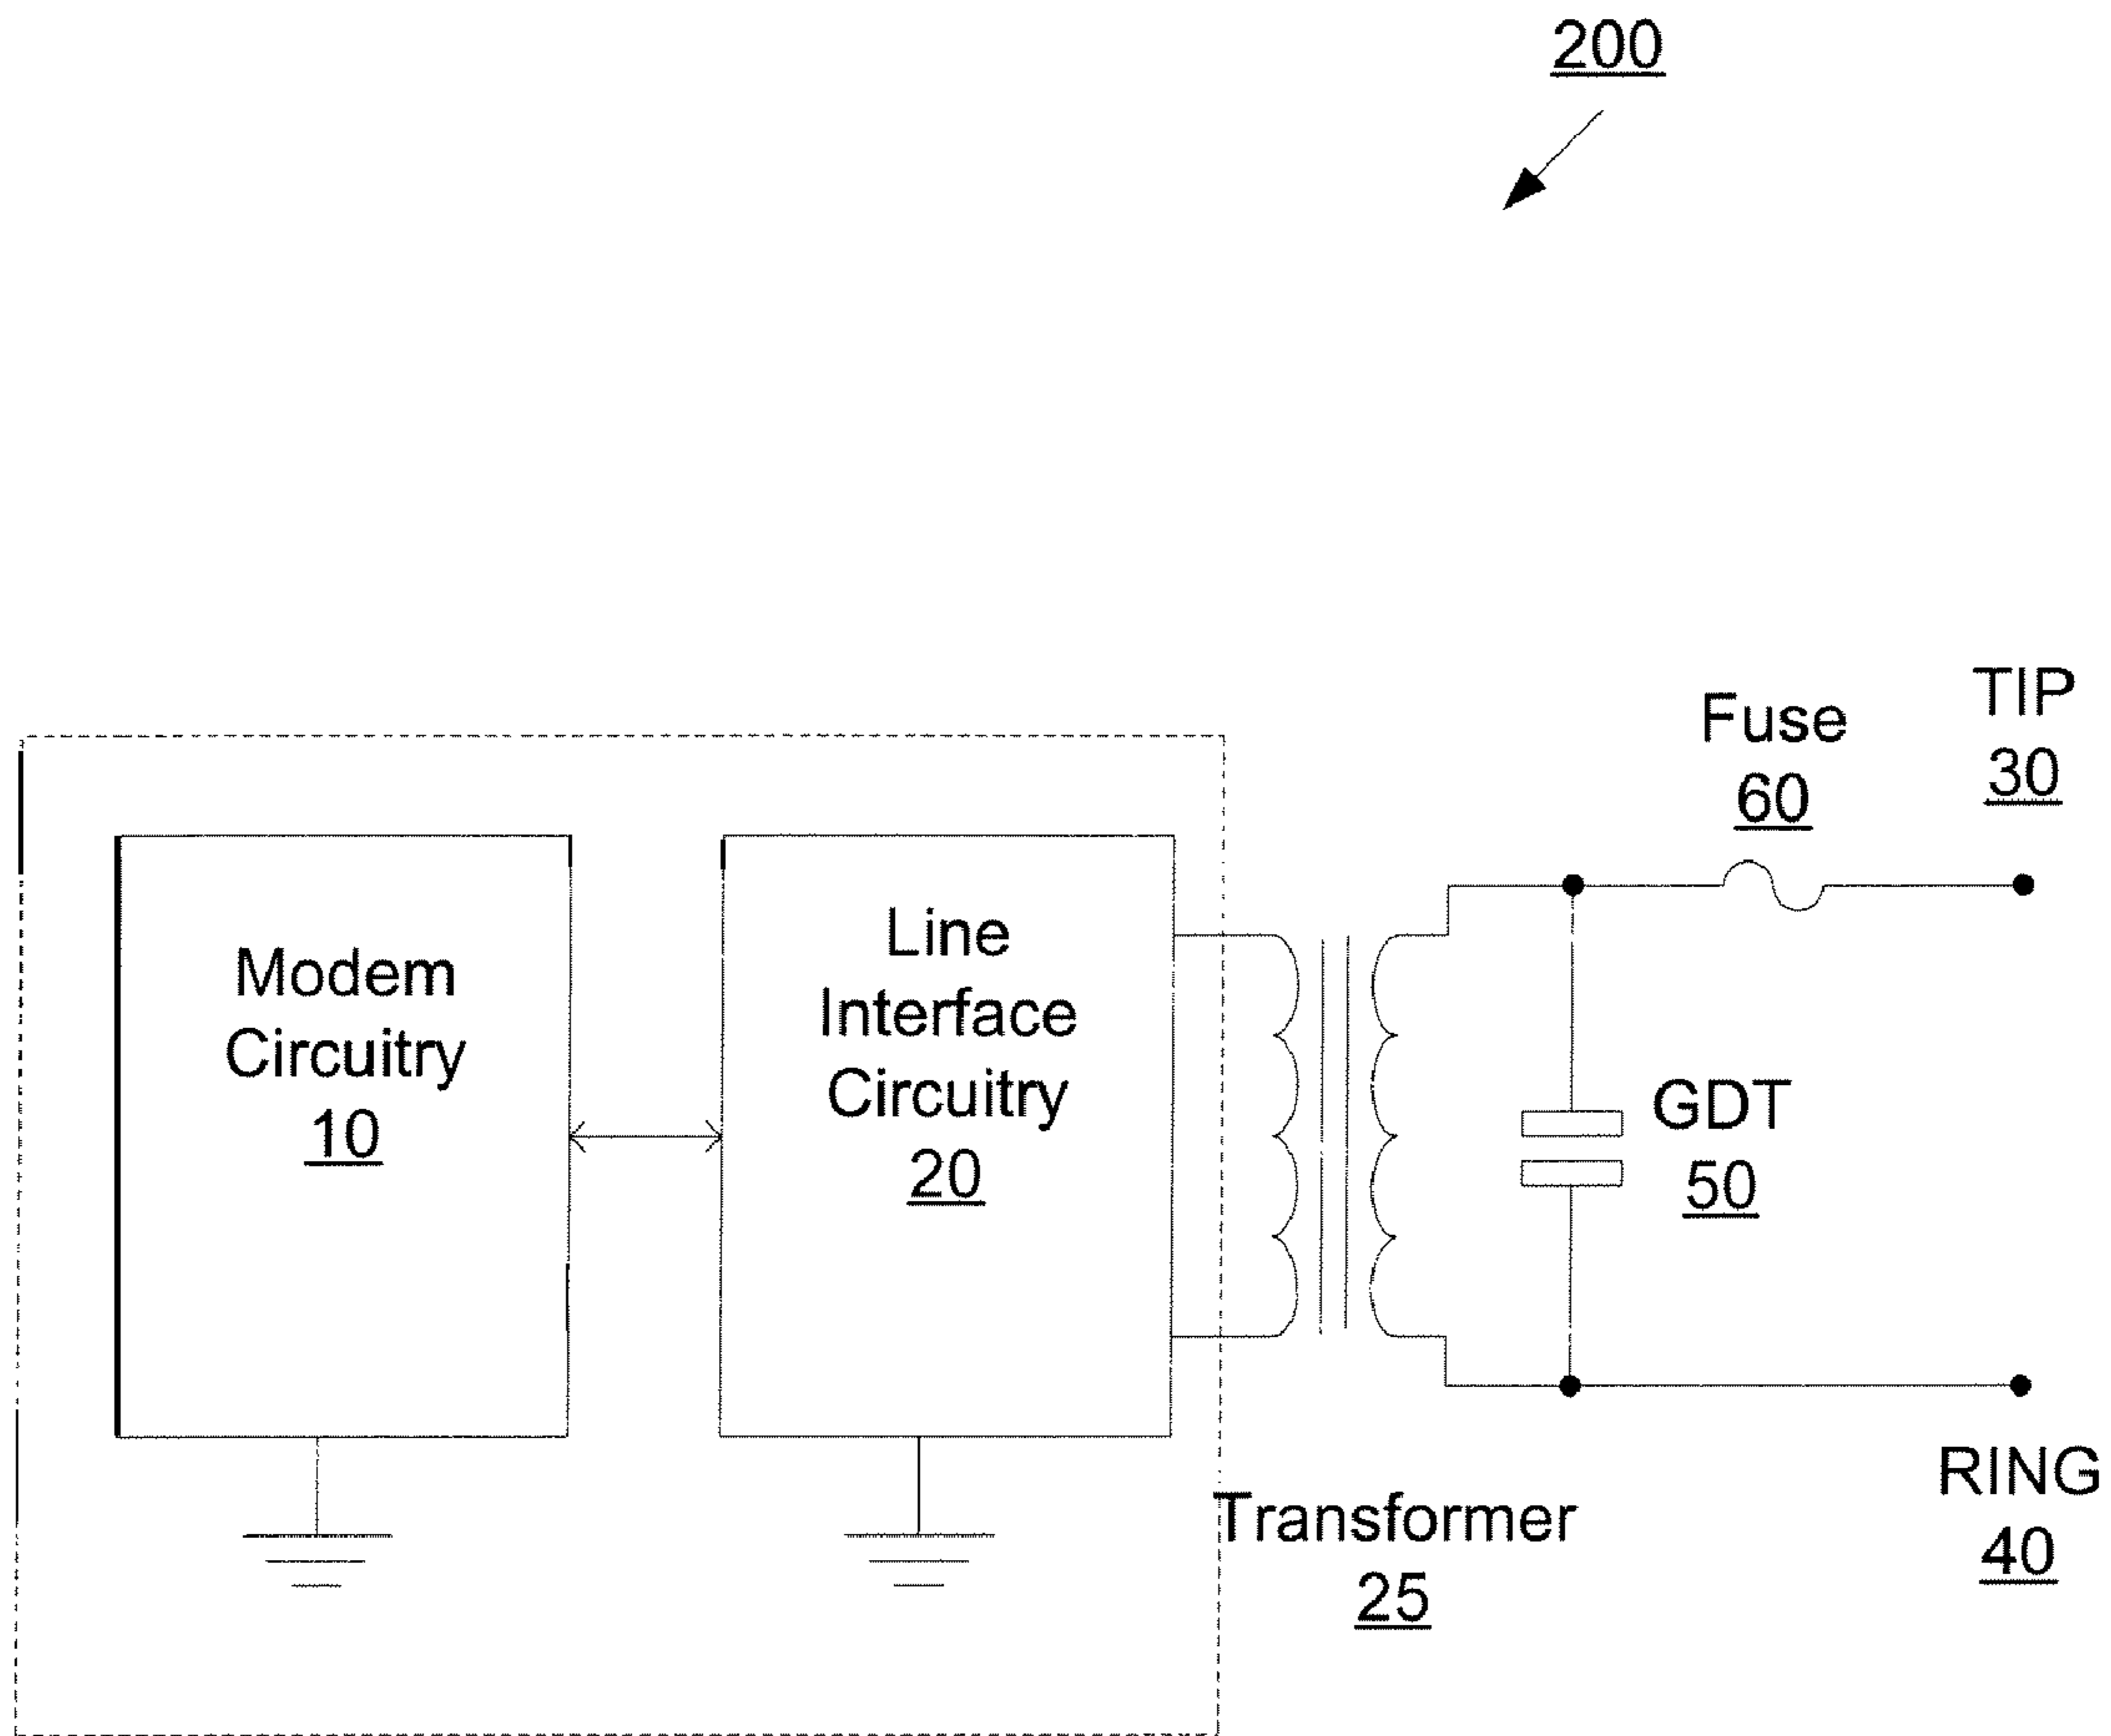 200
TIP
30
Fuse
60
Modem
Circuitry
10
Line
Interface
Circuitry
20
GDT
50
RING
40
Transformer
25